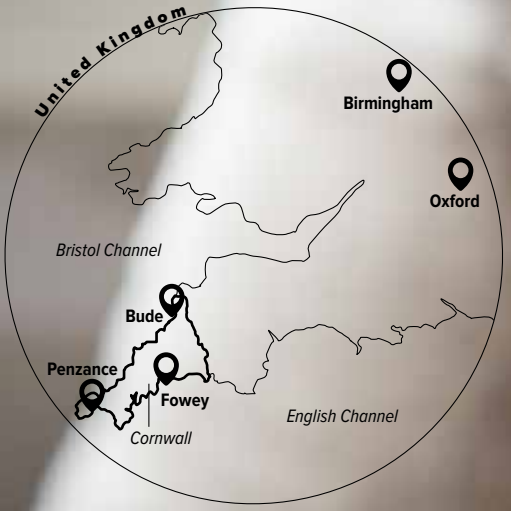 United Kingdom
Birmingham
Oxford
Bristol Channel
Bude
Penzance
Fowey
English Channel
Cornwall